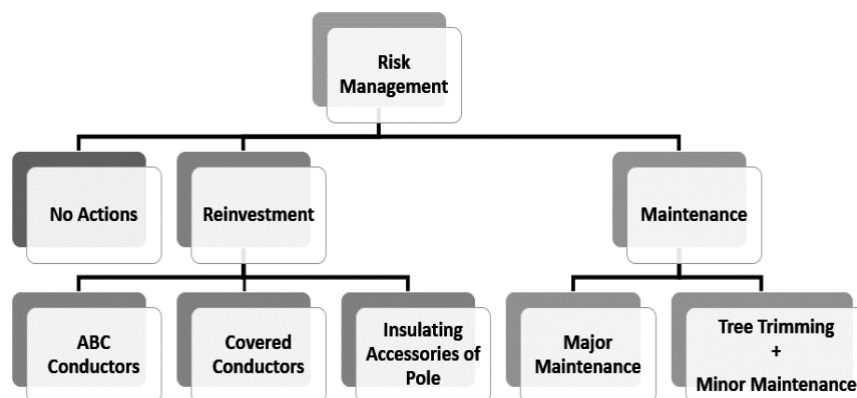 Risk
Management
No Actions
Reinvestment
Maintenance
ABC
Conductors
Covered
Conductors
Insulating
Accessories of
Pole
Major
Maintenance
Tree Trimming
+
Minor Maintenance